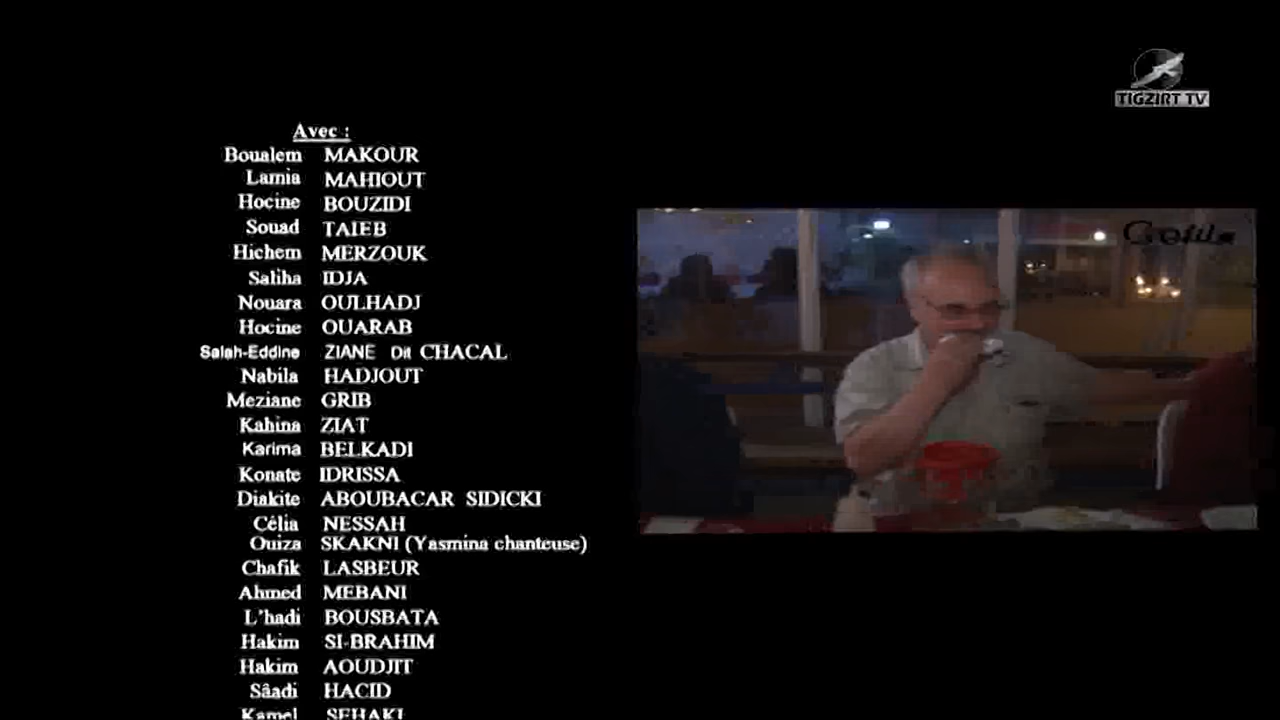 TIGZIRT TV
Avec :
Boualem MAKOUR
Lamia MAHIOUT
Hocine BOUZIDI
Souad TAIEB
Hichem MERZOUK
Saliha IDJA
Nouara OULHADJ
Hocine OUARAB
Salah-Eddine ZIANE Dit CHACAL
Nabila HADJOUT
Meziane GRIB
Kahina ZIAT
Karima BELKADI
Konate IDRISSA
Diakite ABOUBACAR SIDICKI
Célia NESSAH
Ouiza SKAKNI (Yasmina chanteuse)
Chafik LASBEUR
Ahmed MEBANI
L'hadi BOUSBATA
Hakim SI-BRAHIM
Hakim AOUDJIT
Sâadi HACID
Kamel SEHAKI